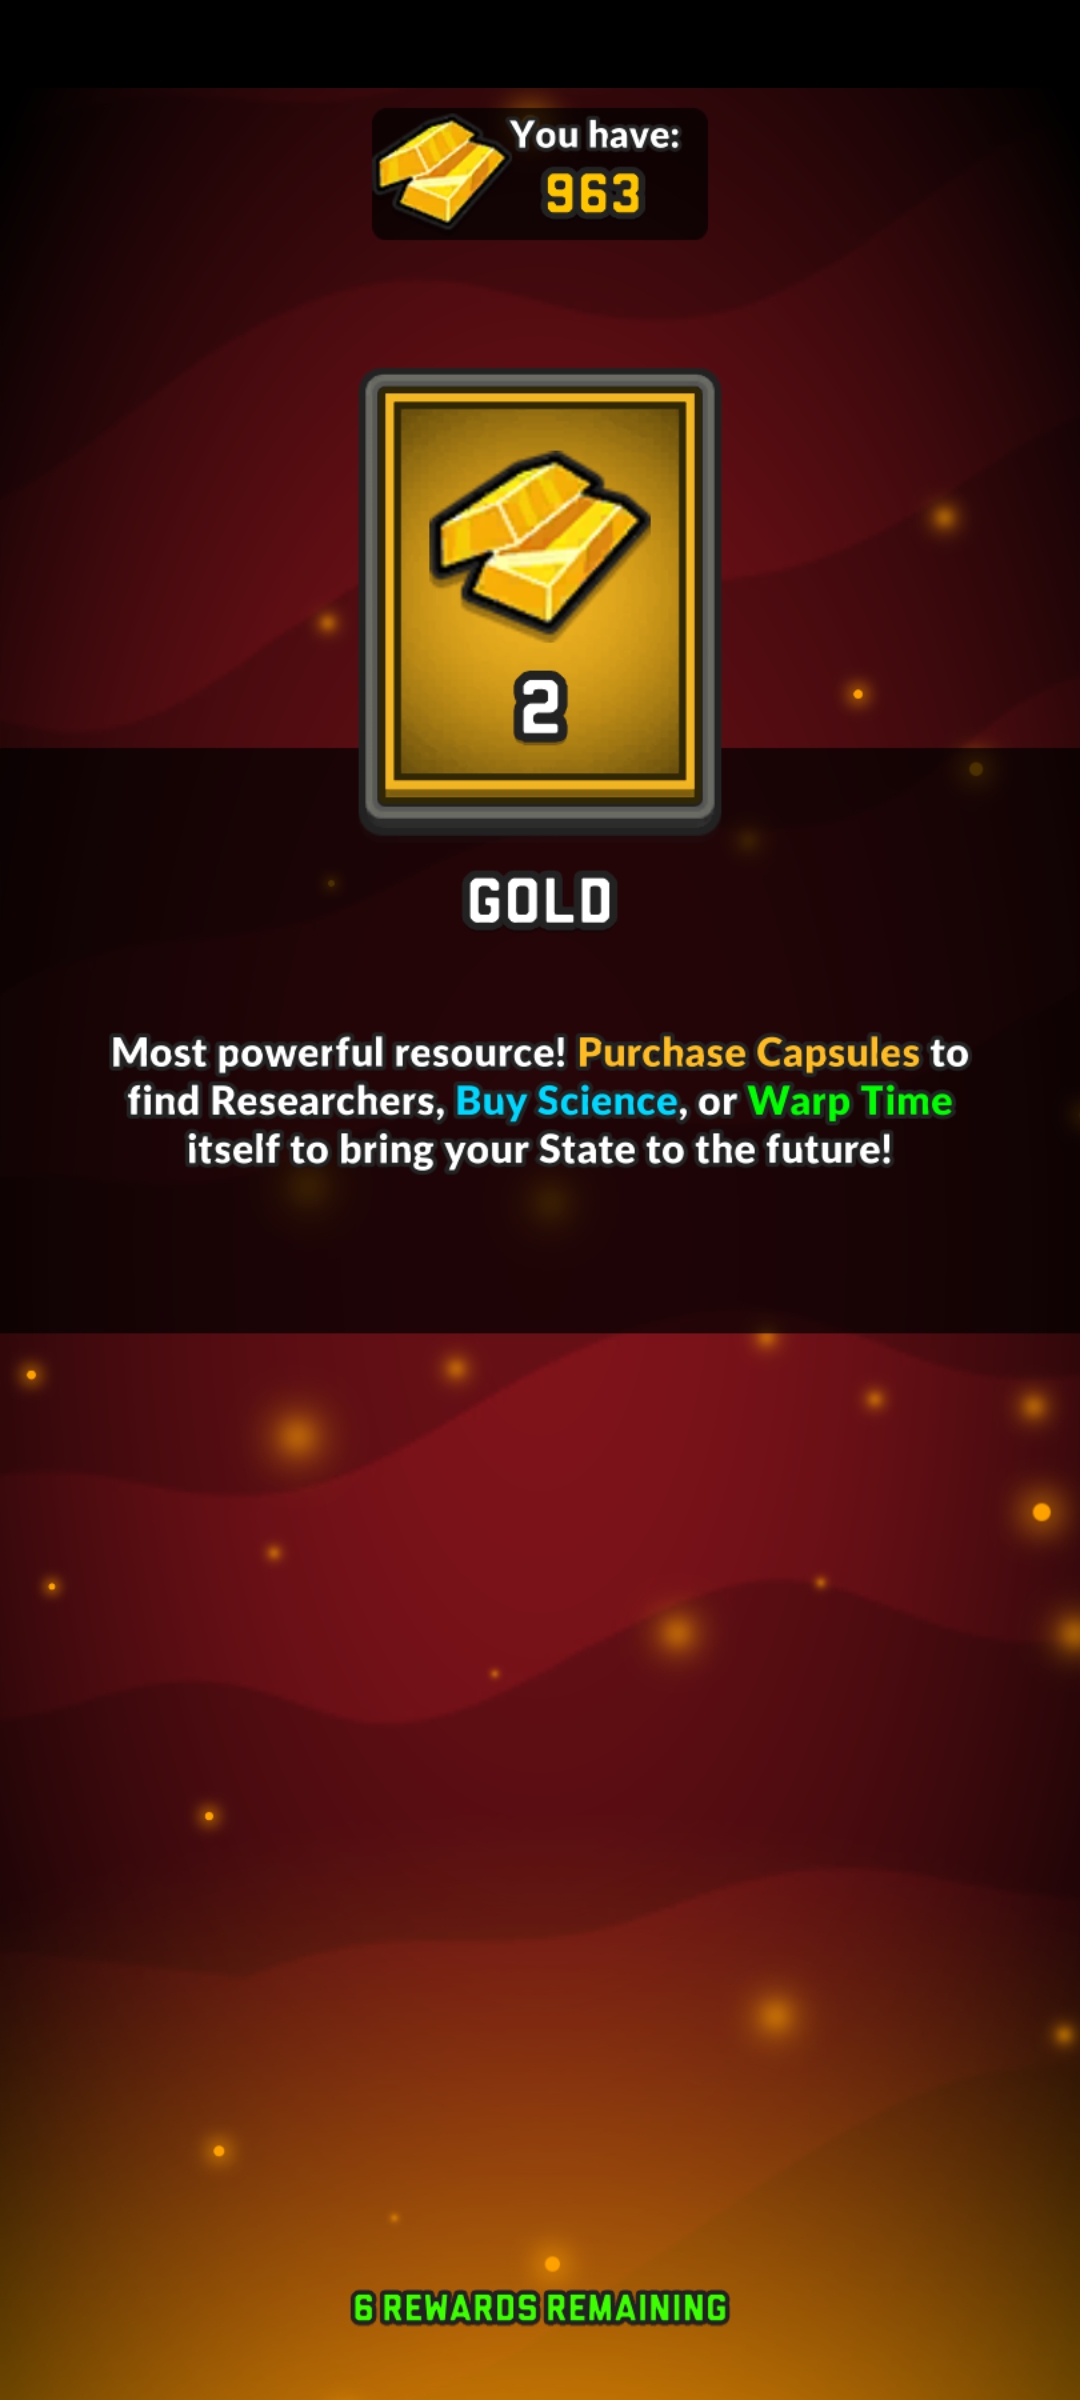 You have:
963
2
GOLD
Most powerful resource! Purchase Capsules to
find Researchers, Buy Science, or Warp Time
itself to bring your State to the future!
6 REWARDS REMAINING